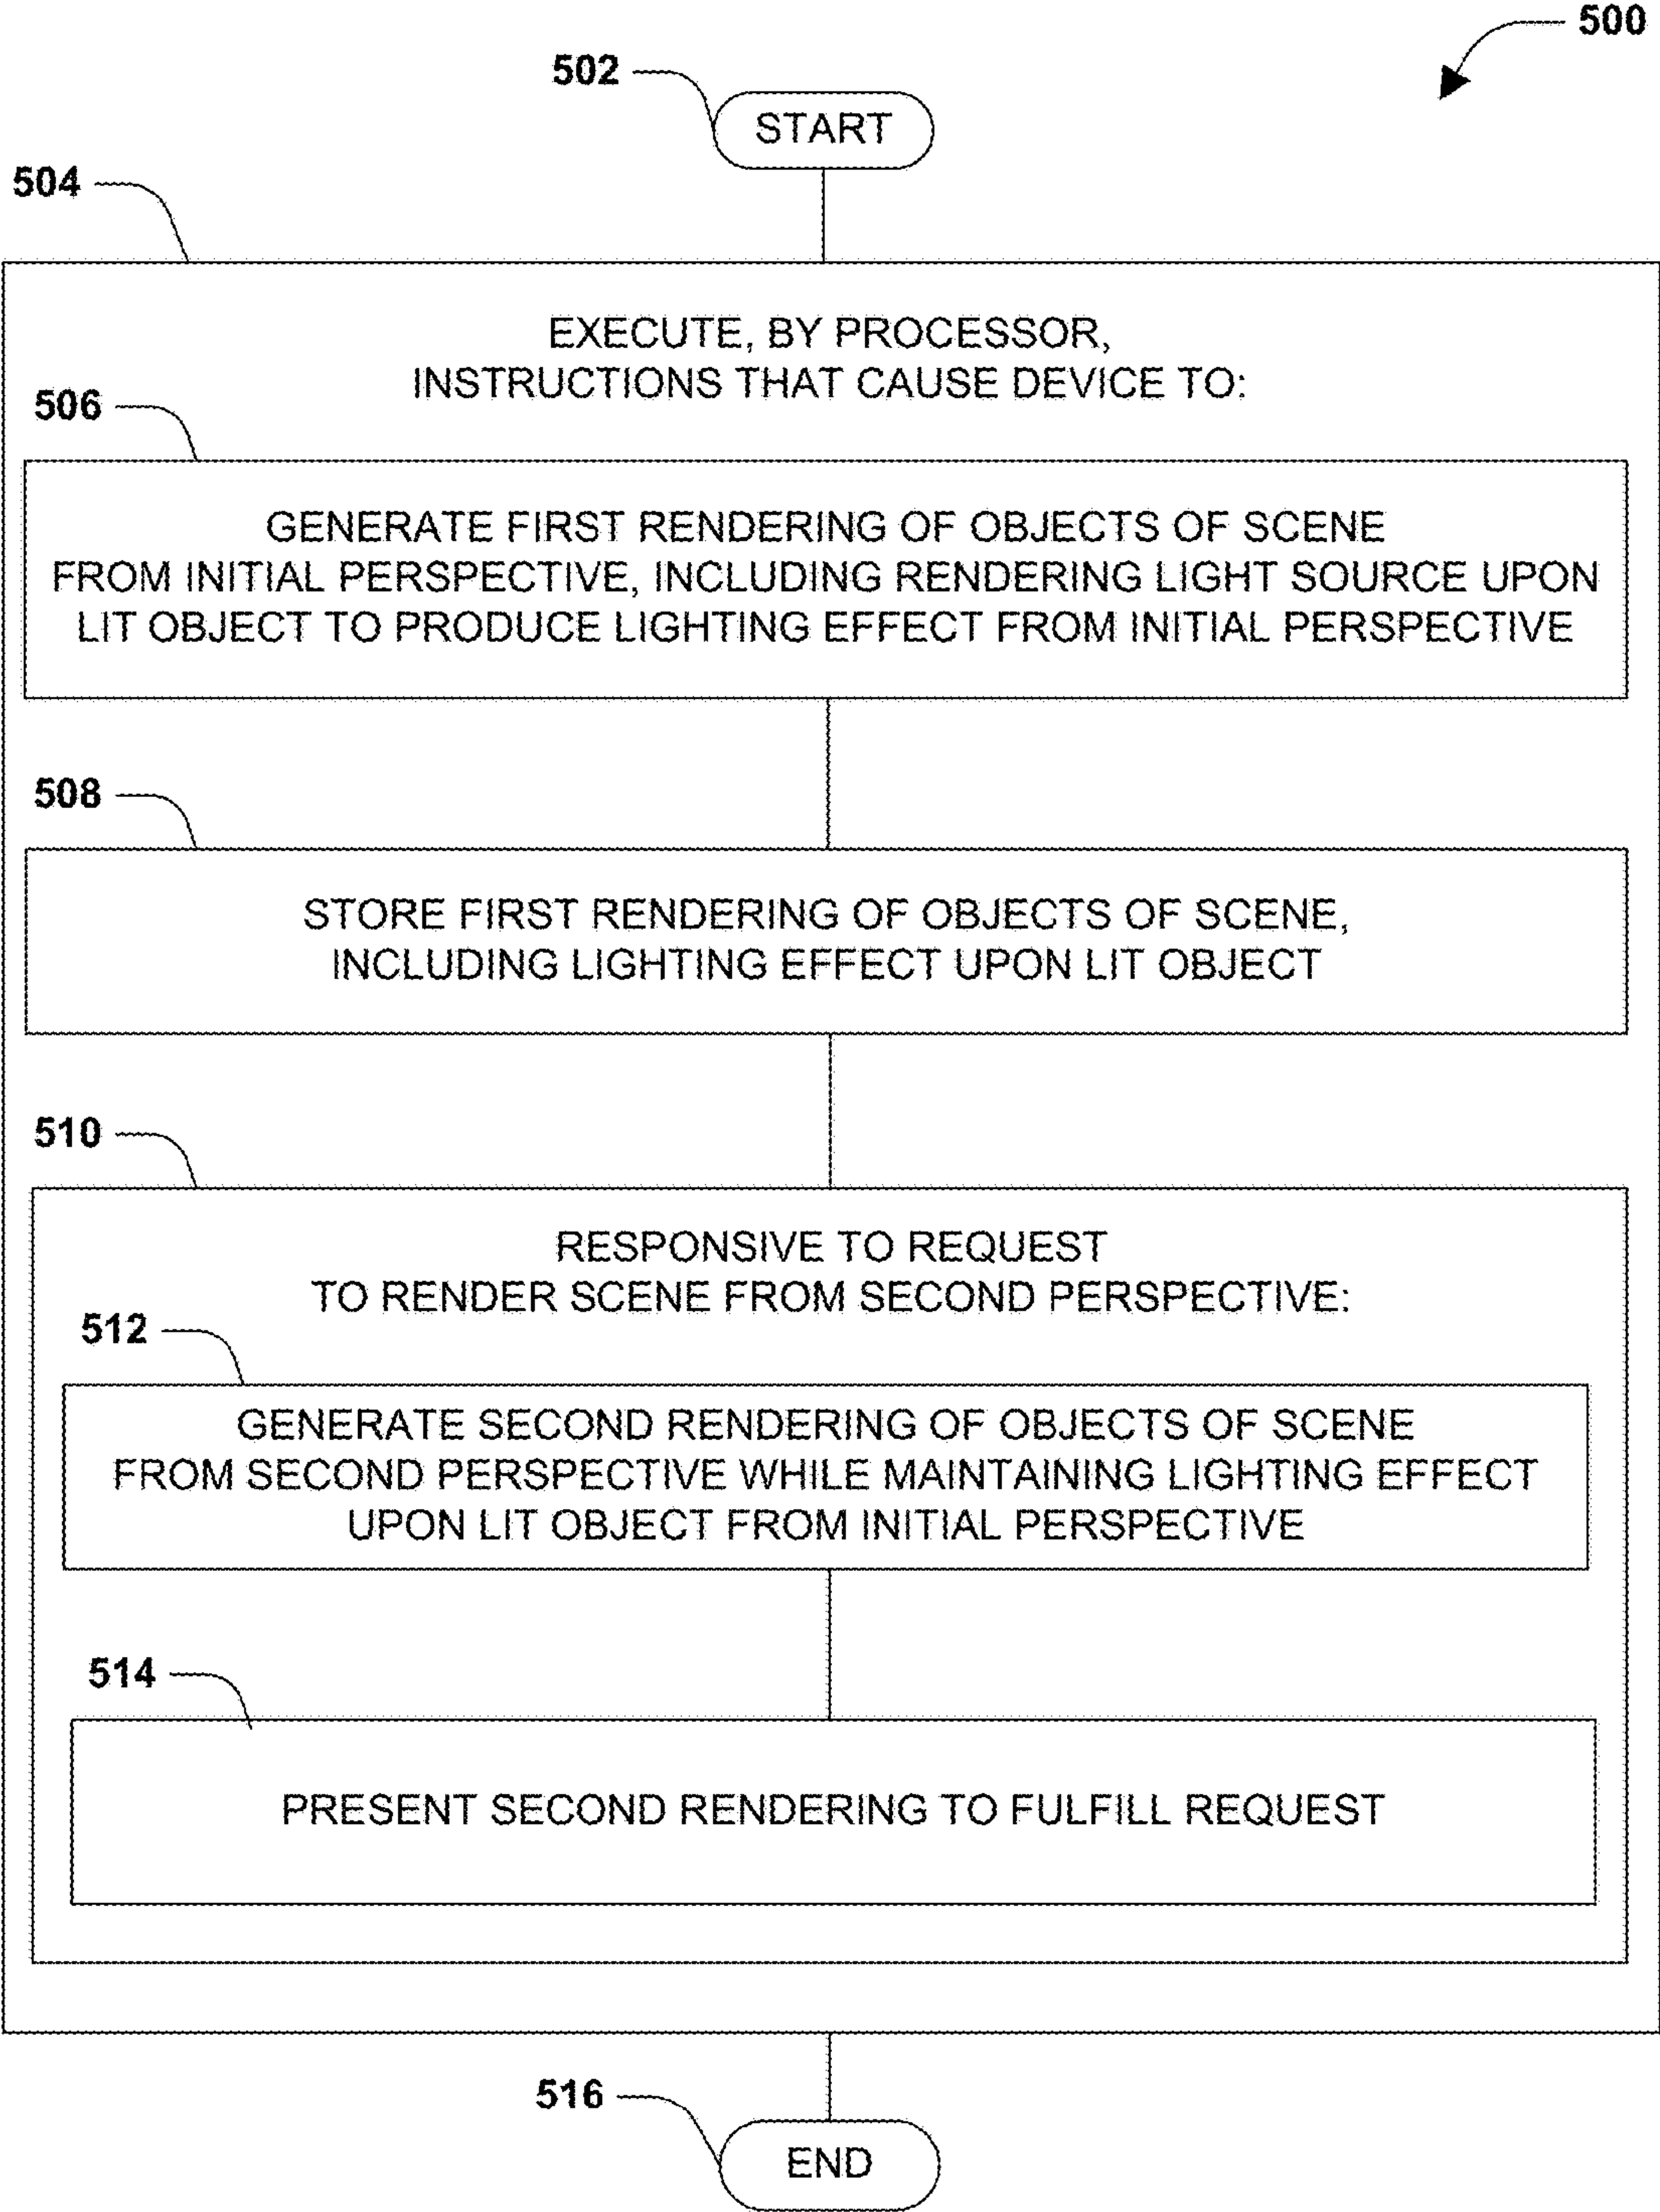 500
502
START
504
EXECUTE, BY PROCESSOR,
INSTRUCTIONS THAT CAUSE DEVICE TO:
506
GENERATE FIRST RENDERING OF OBJECTS OF SCENE
FROM INITIAL PERSPECTIVE, INCLUDING RENDERING LIGHT SOURCE UPON
LIT OBJECT TO PRODUCE LIGHTING EFFECT FROM INITIAL PERSPECTIVE
508
STORE FIRST RENDERING OF OBJECTS OF SCENE,
INCLUDING LIGHTING EFFECT UPON LIT OBJECT
510
RESPONSIVE TO REQUEST
TO RENDER SCENE FROM SECOND PERSPECTIVE:
512
GENERATE SECOND RENDERING OF OBJECTS OF SCENE
FROM SECOND PERSPECTIVE WHILE MAINTAINING LIGHTING EFFECT
UPON LIT OBJECT FROM INITIAL PERSPECTIVE
514
PRESENT SECOND RENDERING TO FULFILL REQUEST
516
END